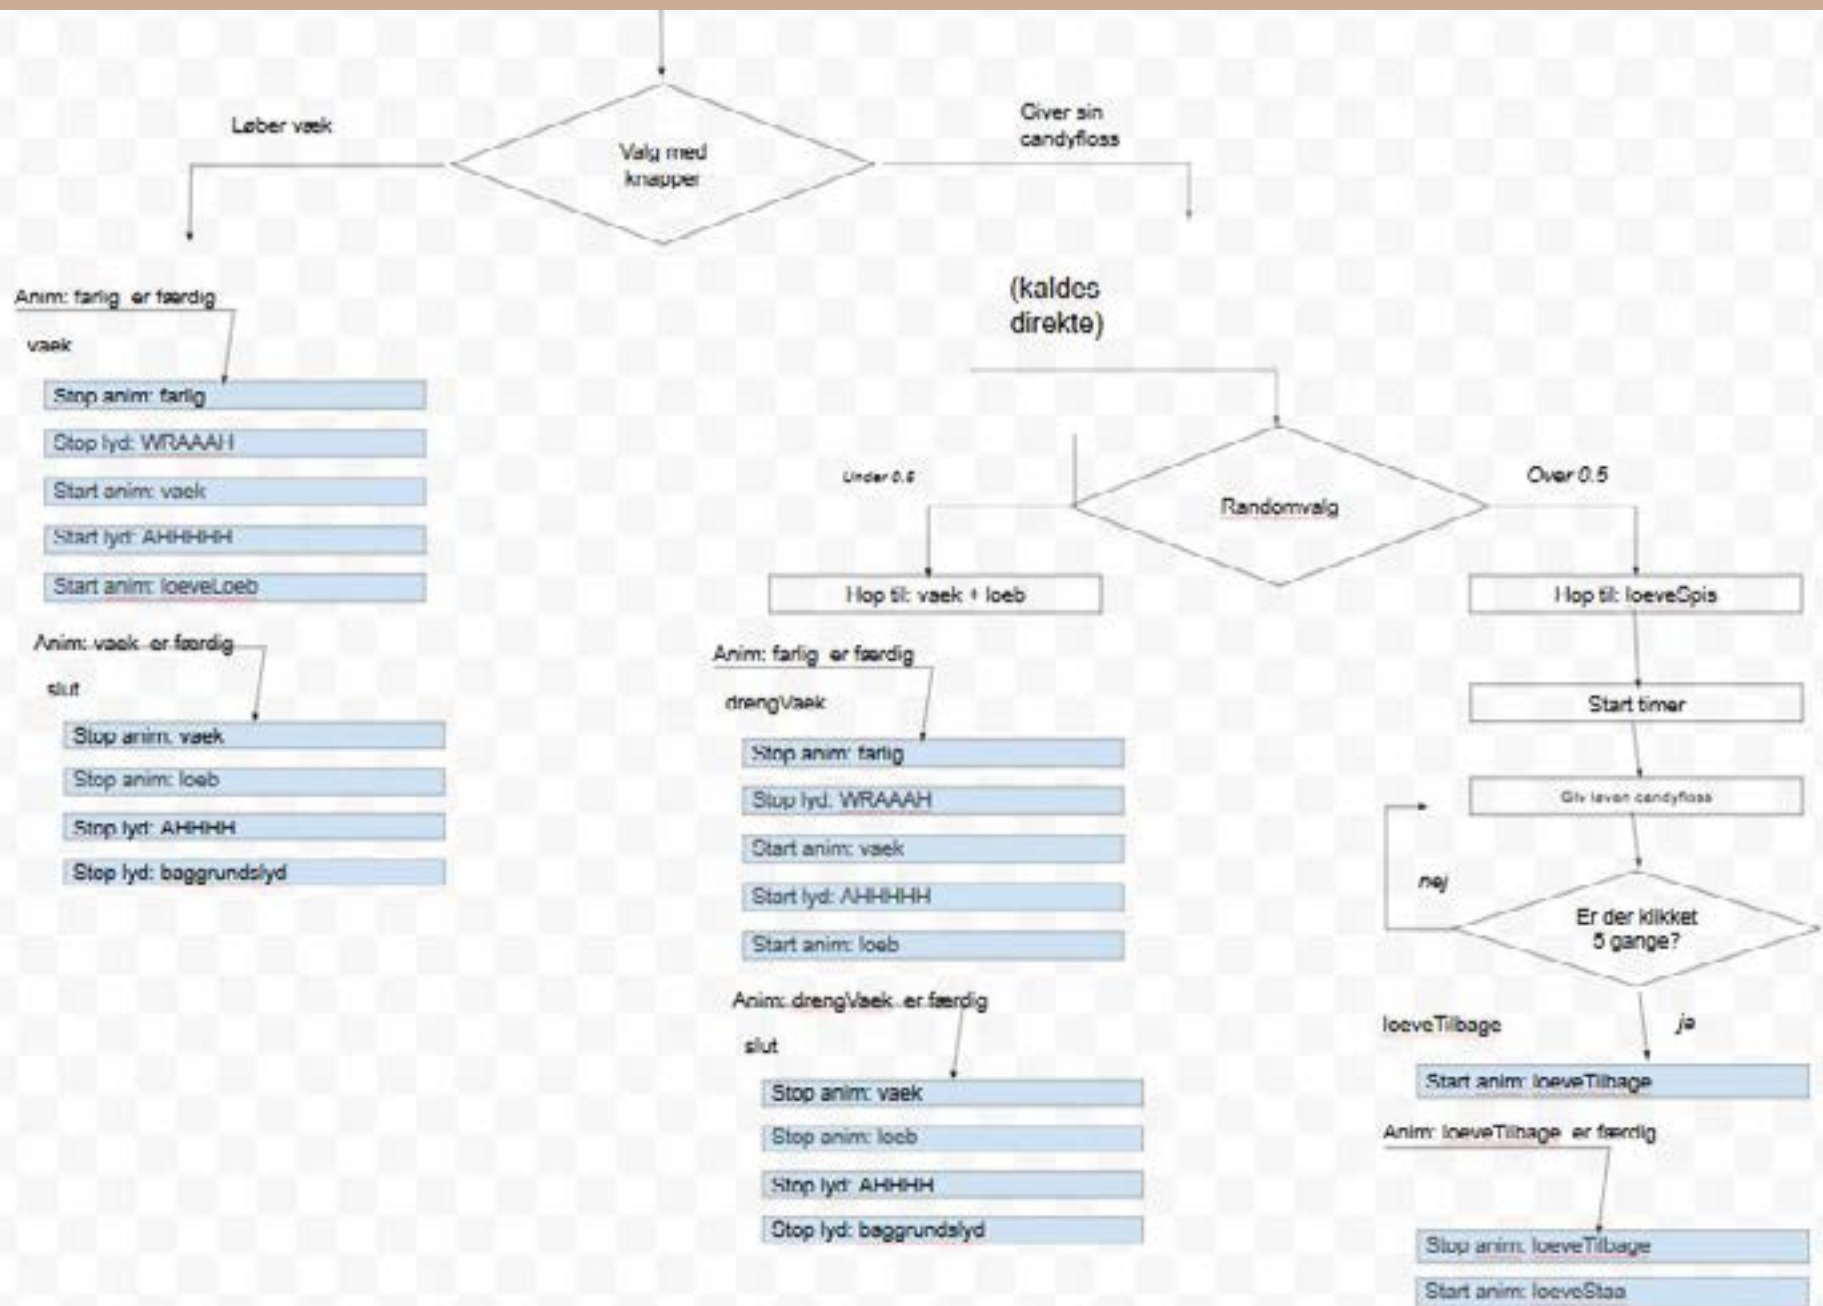 Løber væk
Valg med
knapper
Giver sin
candyfloss
Anim: farlig er færdig
vaek
Stop anim: farlig
Stop lyd: WRAAAH
Start anim: vaek
Start lyd: AHHHHH
Start anim: loeveLoeb
Anim: vaek er færdig
slut
Stop anim: vaek
Stop anim: loeb
Stop lyd: AHHHH
Stop lyd: baggrundslyd
(kaldes
direkte)
Randomvalg
Under 0.5
Hop til: vaek + loeb
Anim: farlig er færdig
drengVaek
Stop anim: farlig
Stop lyd: WRAAAH
Start anim: vaek
Start lyd: AHHHHH
Start anim: loeb
Anim: drengVaek er færdig
slut
Stop anim: vaek
Stop anim: loeb
Stop lyd: AHHHH
Stop lyd: baggrundslyd
Over 0.5
Hop til: loeveSpis
Start timer
Giv løven candyfloss
nej
Er der klikket
5 gange?
ja
loeveTilbage
Start anim: loeveTilbage
Anim: loeveTilbage er færdig
Stop anim: loeveTilbage
Start anim: loeveStaa